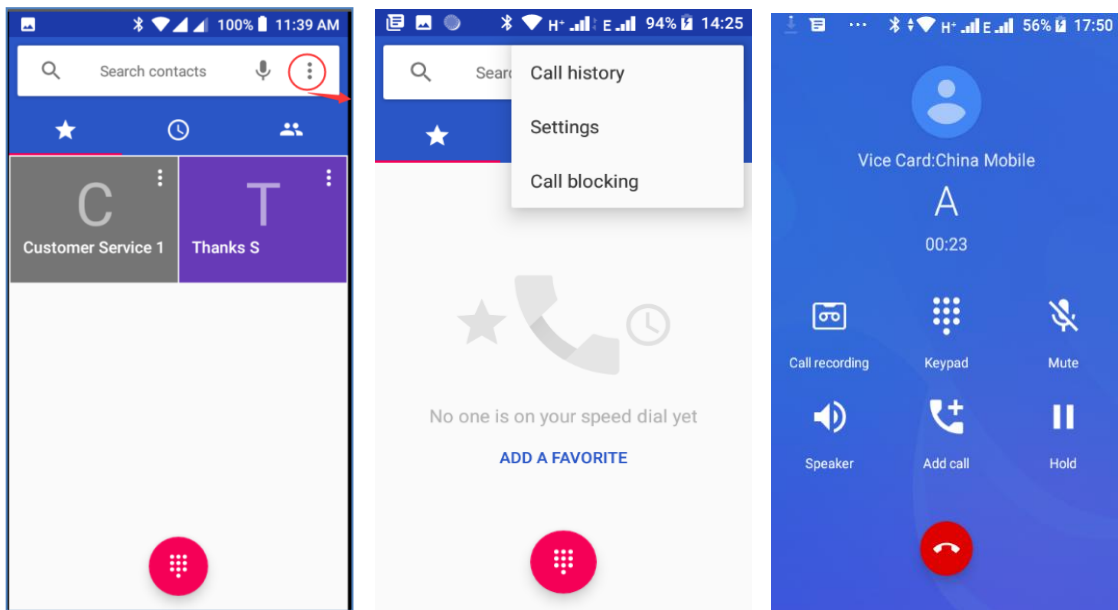 100% 11:39 AM
Search contacts
C
Customer Service 1
T
Thanks S
H+ E 94% 14:25
Sear
Call history
Settings
Call blocking
No one is on your speed dial yet
ADD A FAVORITE
H+ E 56% 17:50
Vice Card:China Mobile
A
00:23
Call recording Keypad Mute
Speaker Add call Hold